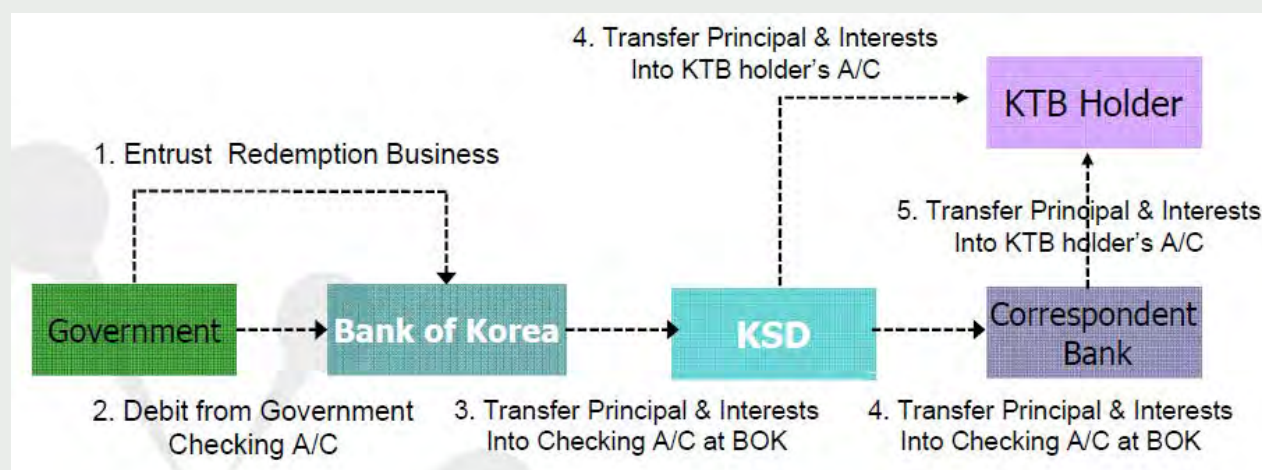 4. Transfer Principal & Interests
Into KTB holder's A/C
KTB Holder
1. Entrust Redemption Business
5. Transfer Principal & Interests
Into KTB holder's A/C
Government
Bank of Korea
KSD
Correspondent
Bank
2. Debit from Government
Checking A/C
3. Transfer Principal & Interests
Into Checking A/C at BOK
4. Transfer Principal & Interests
Into Checking A/C at BOK